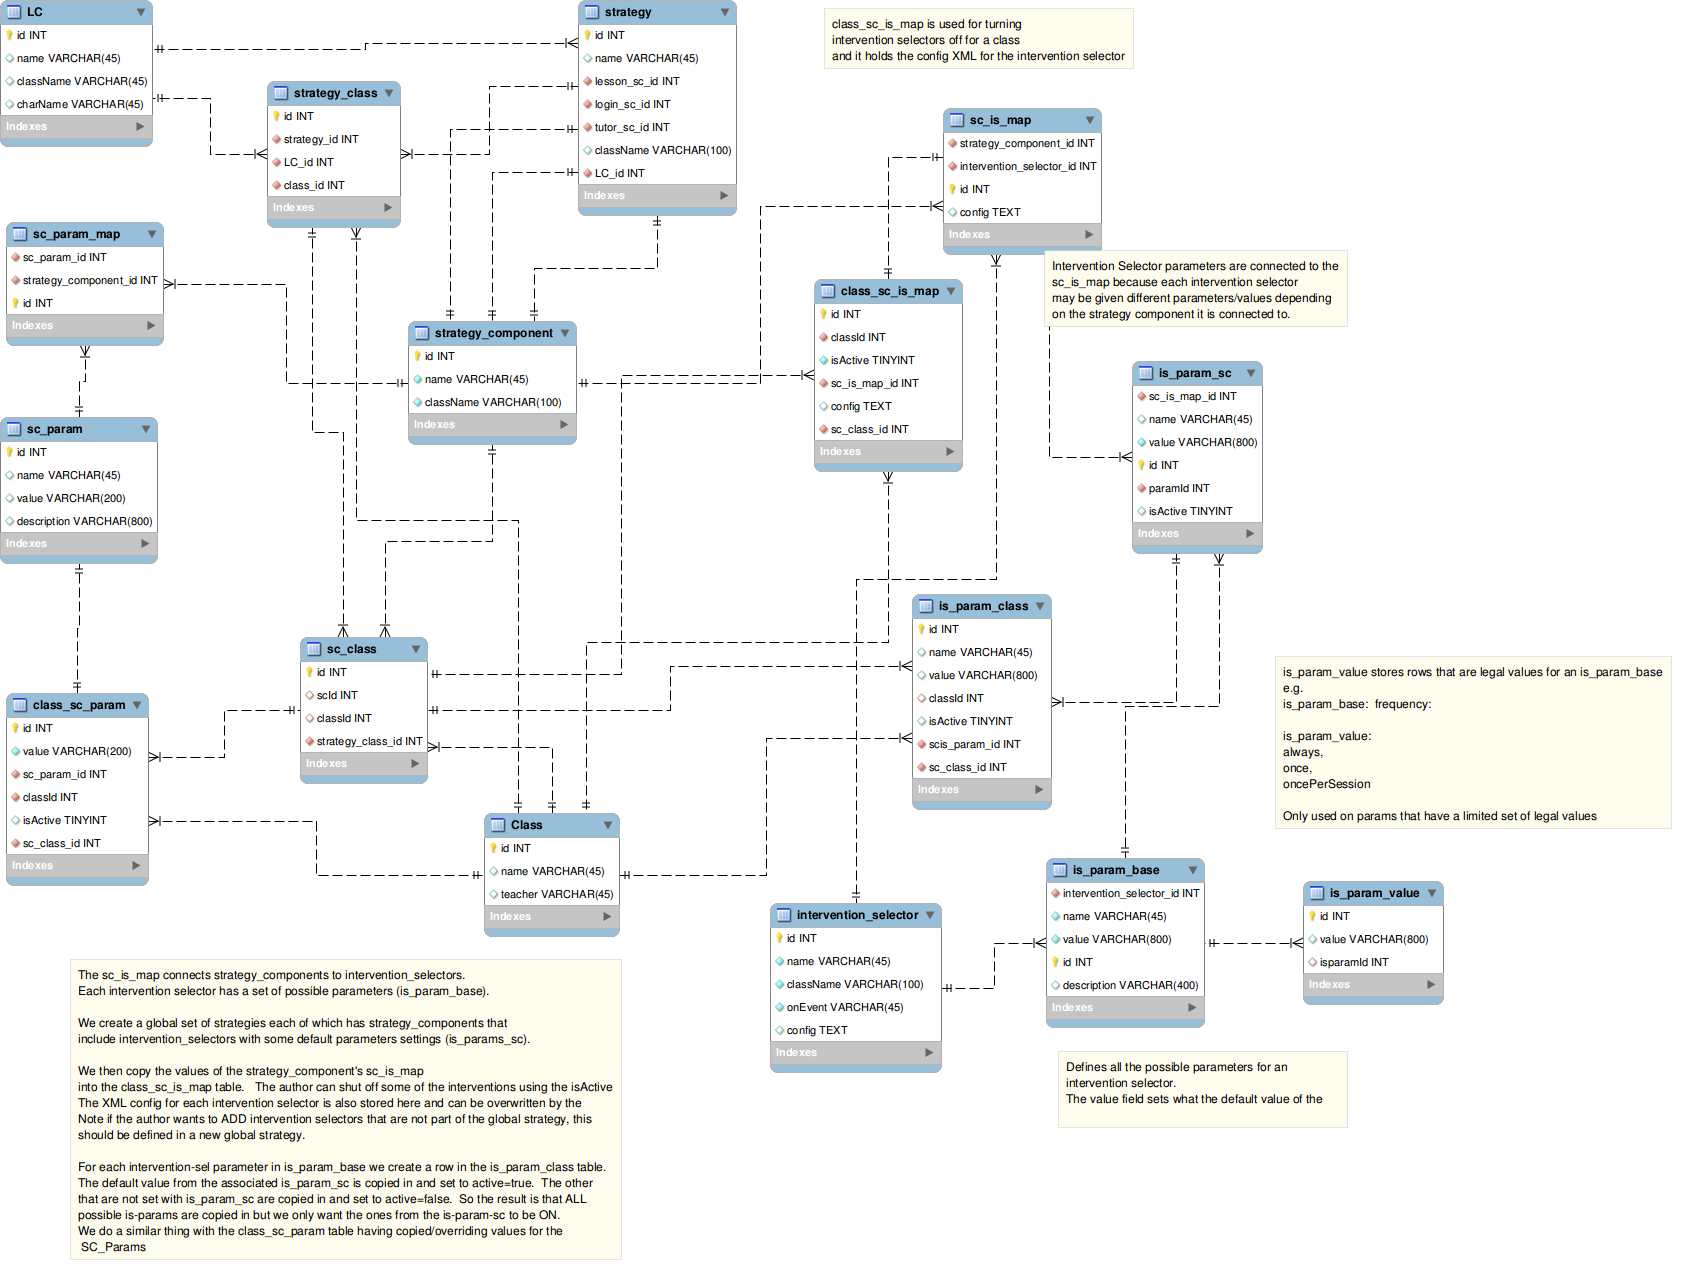 LC
id INT
name VARCHAR(45)
className VARCHAR(45)
charName VARCHAR(45)
Indexes
strategy
id INT
name VARCHAR(45)
lesson_sc_id INT
login_sc_id INT
tutor_sc_id INT
className VARCHAR(100)
LC_id INT
Indexes
class_sc_is_map is used for turning
intervention selectors off for a class
and it holds the config XML for the intervention selector
strategy_class
id INT
strategy_id INT
LC_id INT
class_id INT
Indexes
sc_is_map
strategy_component_id INT
intervention_selector_id INT
id INT
config TEXT
Indexes
sc_param_map
sc_param_id INT
strategy_component_id INT
id INT
Indexes
Intervention Selector parameters are connected to the
sc_is_map because each intervention selector
may be given different parameters/values depending
on the strategy component it is connected to.
class_sc_is_map
id INT
classId INT
isActive TINYINT
sc_is_map_id INT
config TEXT
sc_class_id INT
Indexes
strategy_component
id INT
name VARCHAR(45)
className VARCHAR(100)
Indexes
is_param_sc
sc_is_map_id INT
name VARCHAR(45)
value VARCHAR(800)
id INT
paramId INT
isActive TINYINT
Indexes
sc_param
id INT
name VARCHAR(45)
value VARCHAR(200)
description VARCHAR(800)
Indexes
is_param_class
id INT
name VARCHAR(45)
value VARCHAR(800)
classId INT
isActive TINYINT
scis_param_id INT
sc_class_id INT
Indexes
sc_class
id INT
scId INT
classId INT
strategy_class_id INT
Indexes
is_param_value stores rows that are legal values for an is_param_base
e.g.
is_param_base:  frequency:
is_param_value:
always,
once,
oncePerSession
Only used on params that have a limited set of legal values
class_sc_param
id INT
value VARCHAR(200)
sc_param_id INT
classId INT
isActive TINYINT
sc_class_id INT
Indexes
Class
id INT
name VARCHAR(45)
teacher VARCHAR(45)
Indexes
intervention_selector
id INT
name VARCHAR(45)
className VARCHAR(100)
onEvent VARCHAR(45)
config TEXT
Indexes
is_param_base
intervention_selector_id INT
name VARCHAR(45)
value VARCHAR(800)
id INT
description VARCHAR(400)
Indexes
is_param_value
id INT
value VARCHAR(800)
isparamId INT
Indexes
The sc_is_map connects strategy_components to intervention_selectors.
Each intervention selector has a set of possible parameters (is_param_base).
We create a global set of strategies each of which has strategy_components that
include intervention_selectors with some default parameters settings (is_params_sc).
We then copy the values of the strategy_component's sc_is_map
into the class_sc_is_map table.   The author can shut off some of the interventions using the isActive
The XML config for each intervention selector is also stored here and can be overwritten by the
Note if the author wants to ADD intervention selectors that are not part of the global strategy, this
should be defined in a new global strategy.
For each intervention-sel parameter in is_param_base we create a row in the is_param_class table.
The default value from the associated is_param_sc is copied in and set to active=true.  The other
that are not set with is_param_sc are copied in and set to active=false.  So the result is that ALL
possible is-params are copied in but we only want the ones from the is-param-sc to be ON.
We do a similar thing with the class_sc_param table having copied/overriding values for the
SC_Params
Defines all the possible parameters for an
intervention selector.
The value field sets what the default value of the